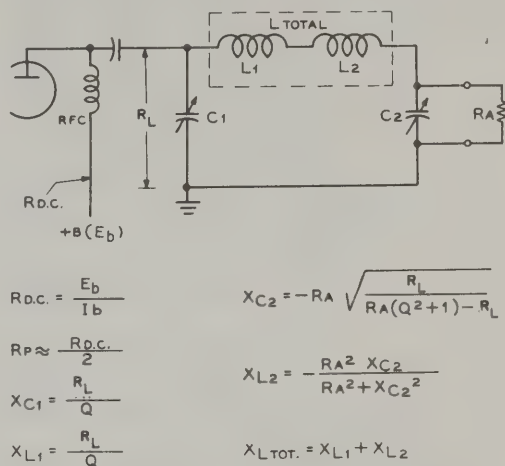 L TOTAL
L1 L2
RFC
RL
C1
C2
RA
RD.C.
+B(Eb)
RD.C. = Eb / Ib
RP ≈ RD.C. / 2
XC1 = RL / Q
XL1 = RL / Q
XC2 = -RA √ RL / RA(Q²+1) - RL
XL2 = - RA² XC2 / RA² + XC2²
XL TOT. = XL1 + XL2